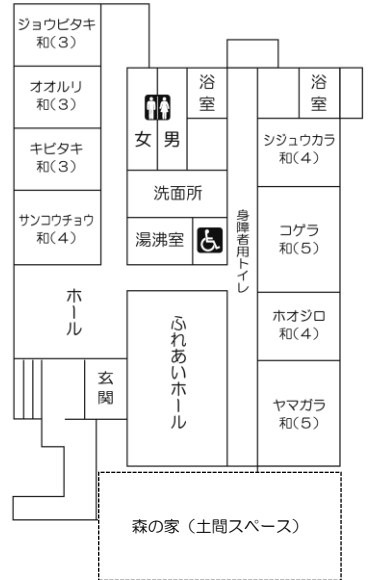 ジョウビタキ
和(3)
オオルリ
和(3)
キビタキ
和(3)
サンコウチョウ
和(4)
ホール
玄関
女
男
浴室
洗面所
湯沸室
身障者用トイレ
ふれあいホール
浴室
シジュウカラ
和(4)
コゲラ
和(5)
ホオジロ
和(4)
ヤマガラ
和(5)
森の家（土間スペース）